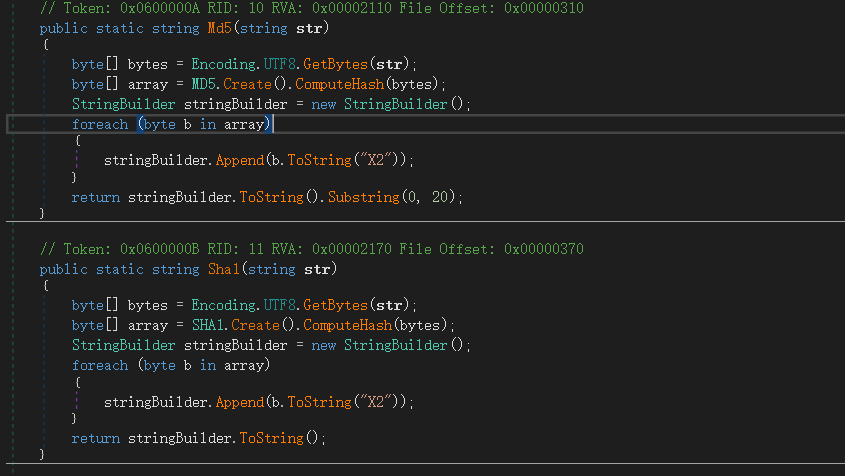 // Token: 0x0600000A RID: 10 RVA: 0x00002110 File Offset: 0x00000310
public static string Md5(string str)
{
byte[] bytes = Encoding.UTF8.GetBytes(str);
byte[] array = MD5.Create().ComputeHash(bytes);
StringBuilder stringBuilder = new StringBuilder();
foreach (byte b in array)
{
stringBuilder.Append(b.ToString("X2"));
}
return stringBuilder.ToString().Substring(0, 20);
}
// Token: 0x0600000B RID: 11 RVA: 0x00002170 File Offset: 0x00000370
public static string Sha1(string str)
{
byte[] bytes = Encoding.UTF8.GetBytes(str);
byte[] array = SHA1.Create().ComputeHash(bytes);
StringBuilder stringBuilder = new StringBuilder();
foreach (byte b in array)
{
stringBuilder.Append(b.ToString("X2"));
}
return stringBuilder.ToString();
}